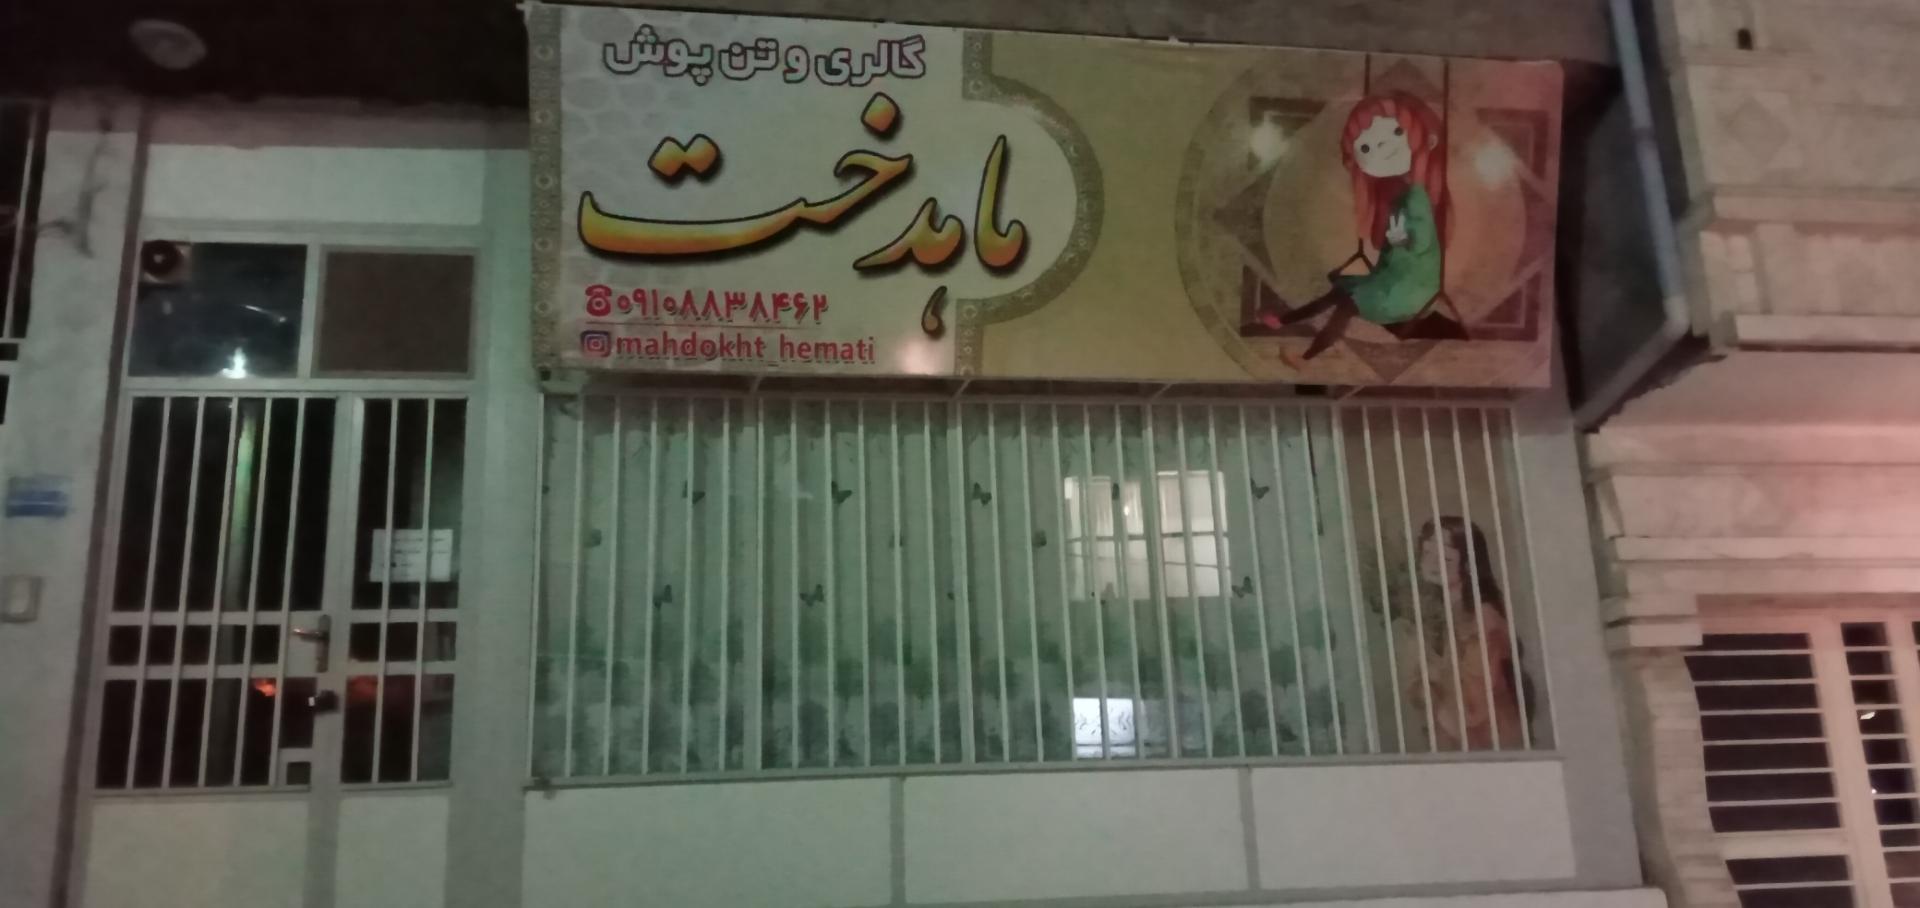 گالری و تن پوش
ماهدخت
۰۹۱۰۸۸۳۸۴۶۲
mahdokht_hemati